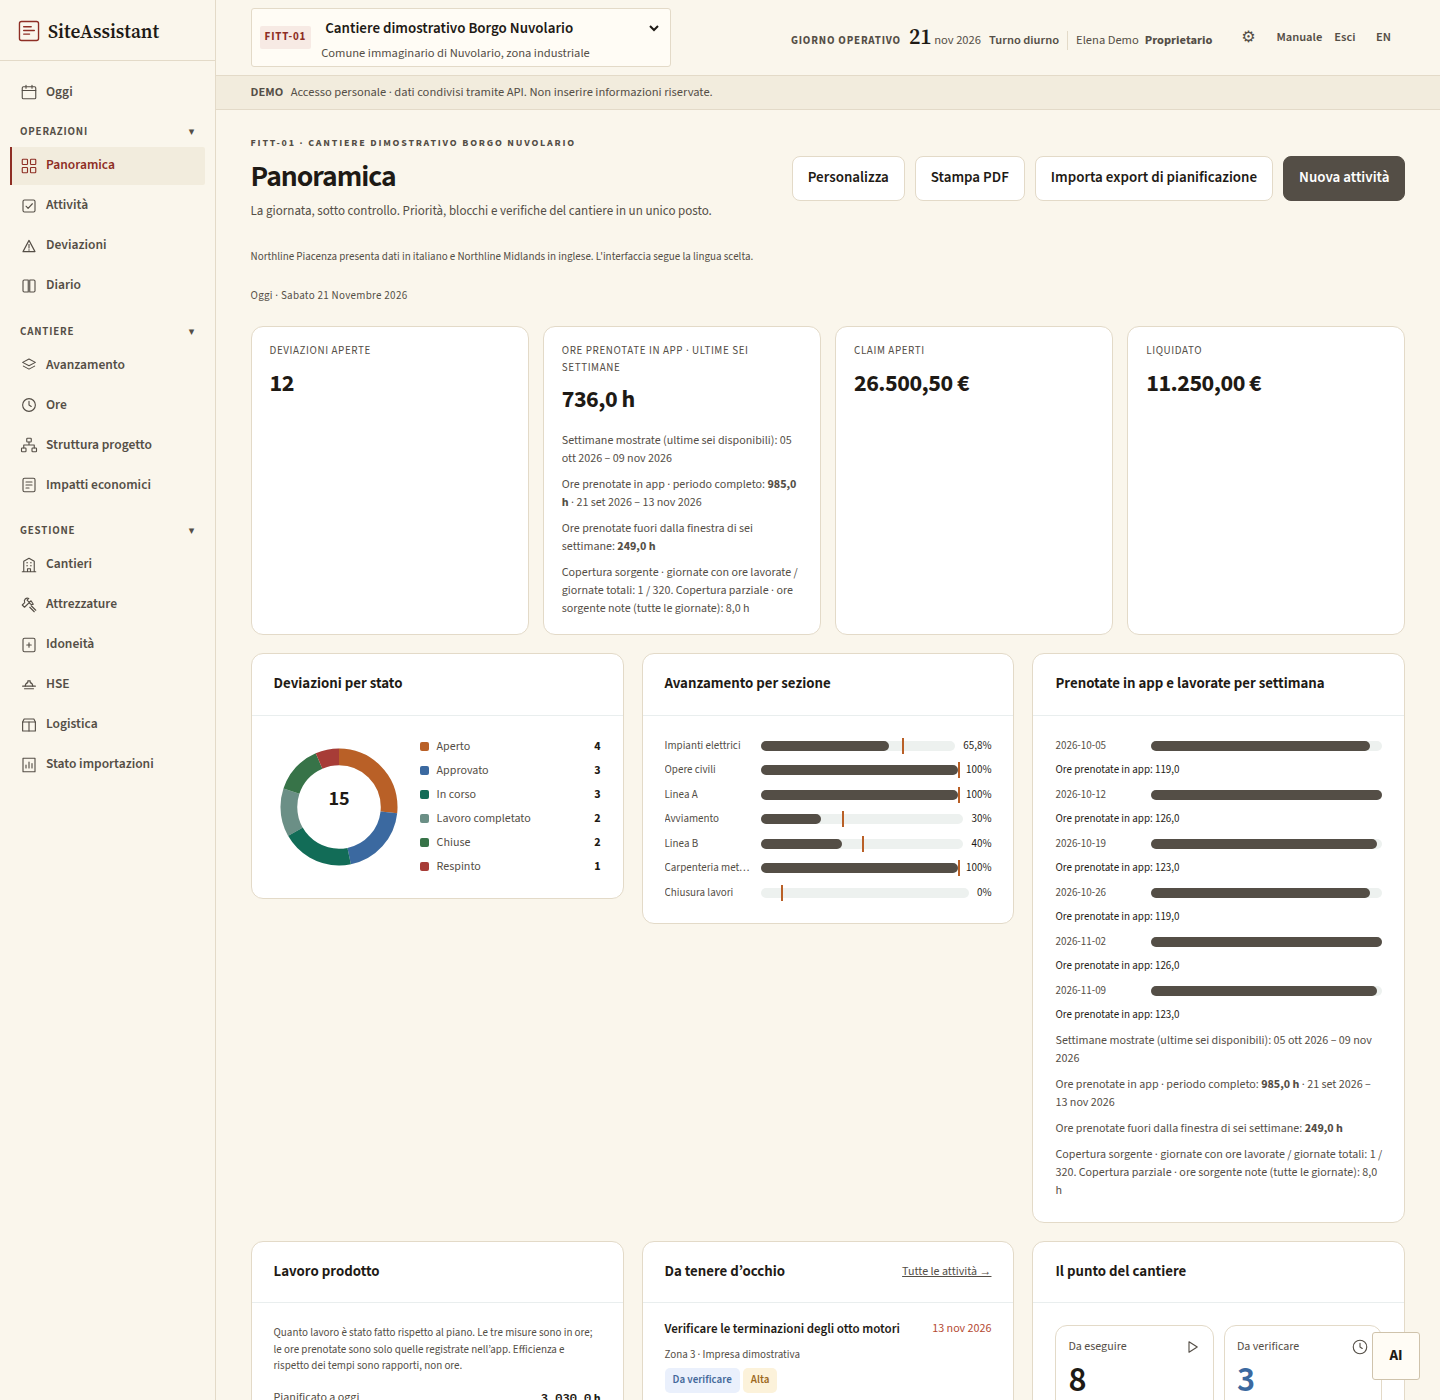 SiteAssistant
Oggi
OPERAZIONI ▼
Panoramica
Attività
Deviazioni
Diario
CANTIERE ▼
Avanzamento
Ore
Struttura progetto
Impatti economici
GESTIONE ▼
Cantieri
Attrezzature
Idoneità
HSE
Logistica
Stato importazioni
FITT-01 Cantiere dimostrativo Borgo Nuvolario
Comune immaginario di Nuvolario, zona industriale
GIORNO OPERATIVO 21 nov 2026 Turno diurno Elena Demo Proprietario Manuale Esci EN
DEMO Accesso personale · dati condivisi tramite API. Non inserire informazioni riservate.
FITT-01 · CANTIERE DIMOSTRATIVO BORGO NUVOLARIO
Panoramica
La giornata, sotto controllo. Priorità, blocchi e verifiche del cantiere in un unico posto.
Personalizza
Stampa PDF
Importa export di pianificazione
Nuova attività
Northline Piacenza presenta dati in italiano e Northline Midlands in inglese. L'interfaccia segue la lingua scelta.
Oggi · Sabato 21 Novembre 2026
DEVIAZIONI APERTE
12
ORE PRENOTATE IN APP · ULTIME SEI
SETTIMANE
736,0 h
Settimane mostrate (ultime sei disponibili): 05
ott 2026 – 09 nov 2026
Ore prenotate in app · periodo completo: 985,0
h · 21 set 2026 – 13 nov 2026
Ore prenotate fuori dalla finestra di sei
settimane: 249,0 h
Copertura sorgente · giornate con ore lavorate /
giornate totali: 1 / 320. Copertura parziale · ore
sorgente note (tutte le giornate): 8,0 h
CLAIM APERTI
26.500,50 €
LIQUIDATO
11.250,00 €
Deviazioni per stato
15
Aperto 4
Approvato 3
In corso 3
Lavoro completato 2
Chiuse 2
Respinto 1
Avanzamento per sezione
Impianti elettrici 65,8%
Opere civili 100%
Linea A 100%
Avviamento 30%
Linea B 40%
Carpenteria met... 100%
Chiusura lavori 0%
Prenotate in app e lavorate per settimana
2026-10-05
Ore prenotate in app: 119,0
2026-10-12
Ore prenotate in app: 126,0
2026-10-19
Ore prenotate in app: 123,0
2026-10-26
Ore prenotate in app: 119,0
2026-11-02
Ore prenotate in app: 126,0
2026-11-09
Ore prenotate in app: 123,0
Settimane mostrate (ultime sei disponibili): 05 ott 2026 – 09 nov
2026
Ore prenotate in app · periodo completo: 985,0 h · 21 set 2026 –
13 nov 2026
Ore prenotate fuori dalla finestra di sei settimane: 249,0 h
Copertura sorgente · giornate con ore lavorate / giornate totali: 1 /
320. Copertura parziale · ore sorgente note (tutte le giornate): 8,0
h
Lavoro prodotto
Quanto lavoro è stato fatto rispetto al piano. Le tre misure sono in ore;
le ore prenotate sono solo quelle registrate nell'app. Efficienza e
rispetto dei tempi sono rapporti, non ore.
Pianificato a oggi 3.030,0 h
Da tenere d’occhio Tutte le attività →
Verificare le terminazioni degli otto motori 13 nov 2026
Zona 3 · Impresa dimostrativa
Da verificare Alta
Il punto del cantiere
Da eseguire
8
Da verificare
3
AI